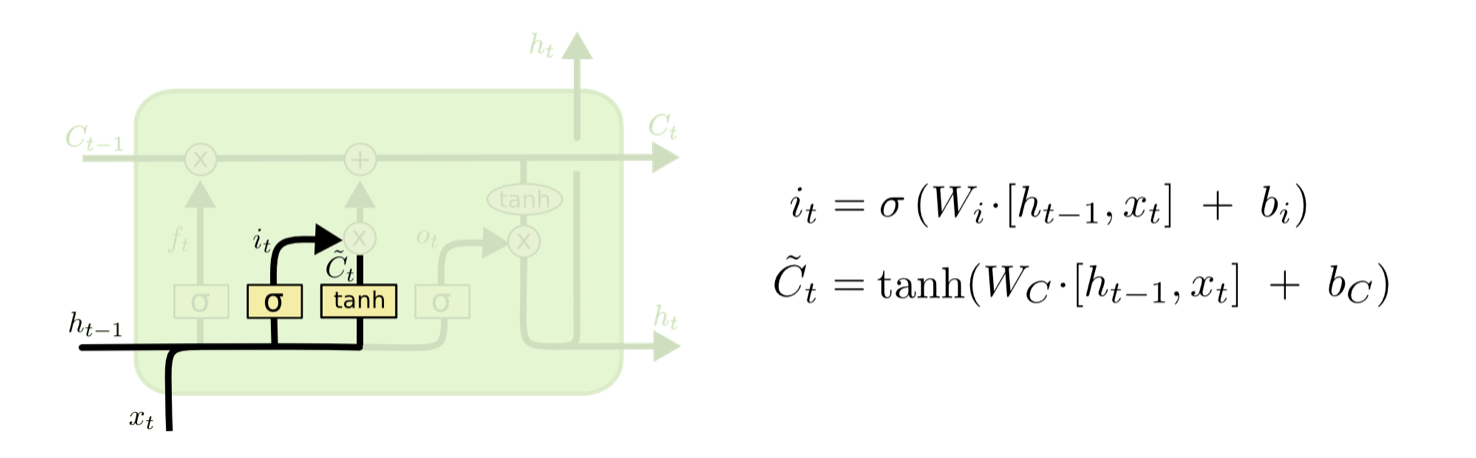 h_t
C_{t-1}
C_t
x
+
tanh
f_t
i_t
x
o_t
x
C̃_t
σ
σ
tanh
σ
h_{t-1}
h_t
x_t
i_t = σ (W_i·[h_{t-1}, x_t] + b_i)
C̃_t = tanh(W_C·[h_{t-1}, x_t] + b_C)